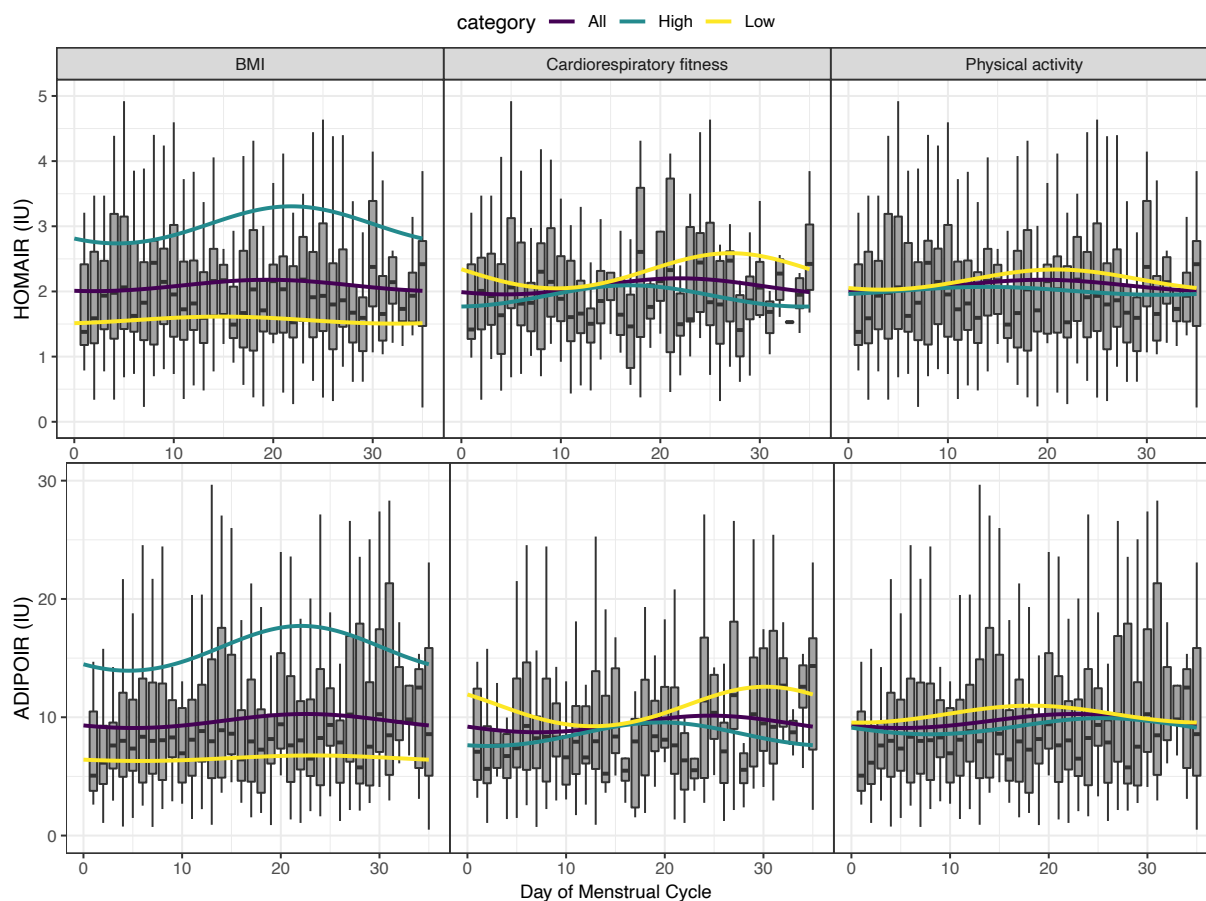 category All High Low
BMI Cardiorespiratory fitness Physical activity
HOMAIR (IU)
5
4
3
2
1
0
0 10 20 30 0 10 20 30 0 10 20 30
ADIPOIR (IU)
30
20
10
0
0 10 20 30 0 10 20 30 0 10 20 30
Day of Menstrual Cycle